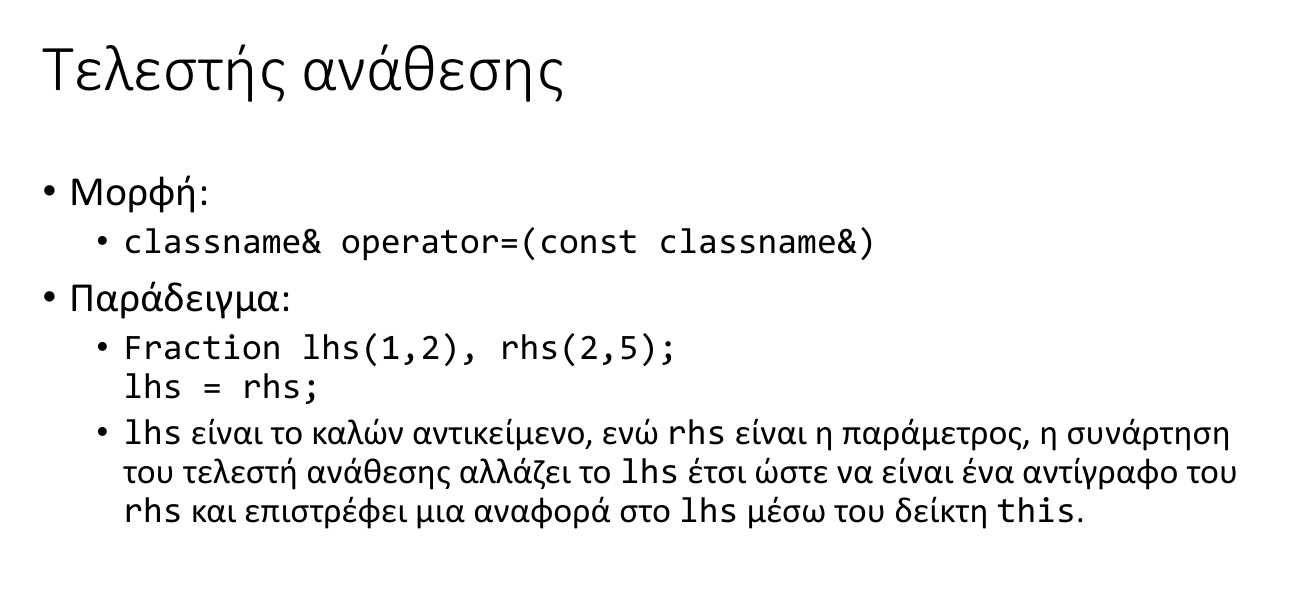 Τελεστής ανάθεσης
• Μορφή:
• classname& operator=(const classname&)
• Παράδειγμα:
• Fraction lhs(1,2), rhs(2,5);
lhs = rhs;
• lhs είναι το καλών αντικείμενο, ενώ rhs είναι η παράμετρος, η συνάρτηση
του τελεστή ανάθεσης αλλάζει το lhs έτσι ώστε να είναι ένα αντίγραφο του
rhs και επιστρέφει μια αναφορά στο lhs μέσω του δείκτη this.